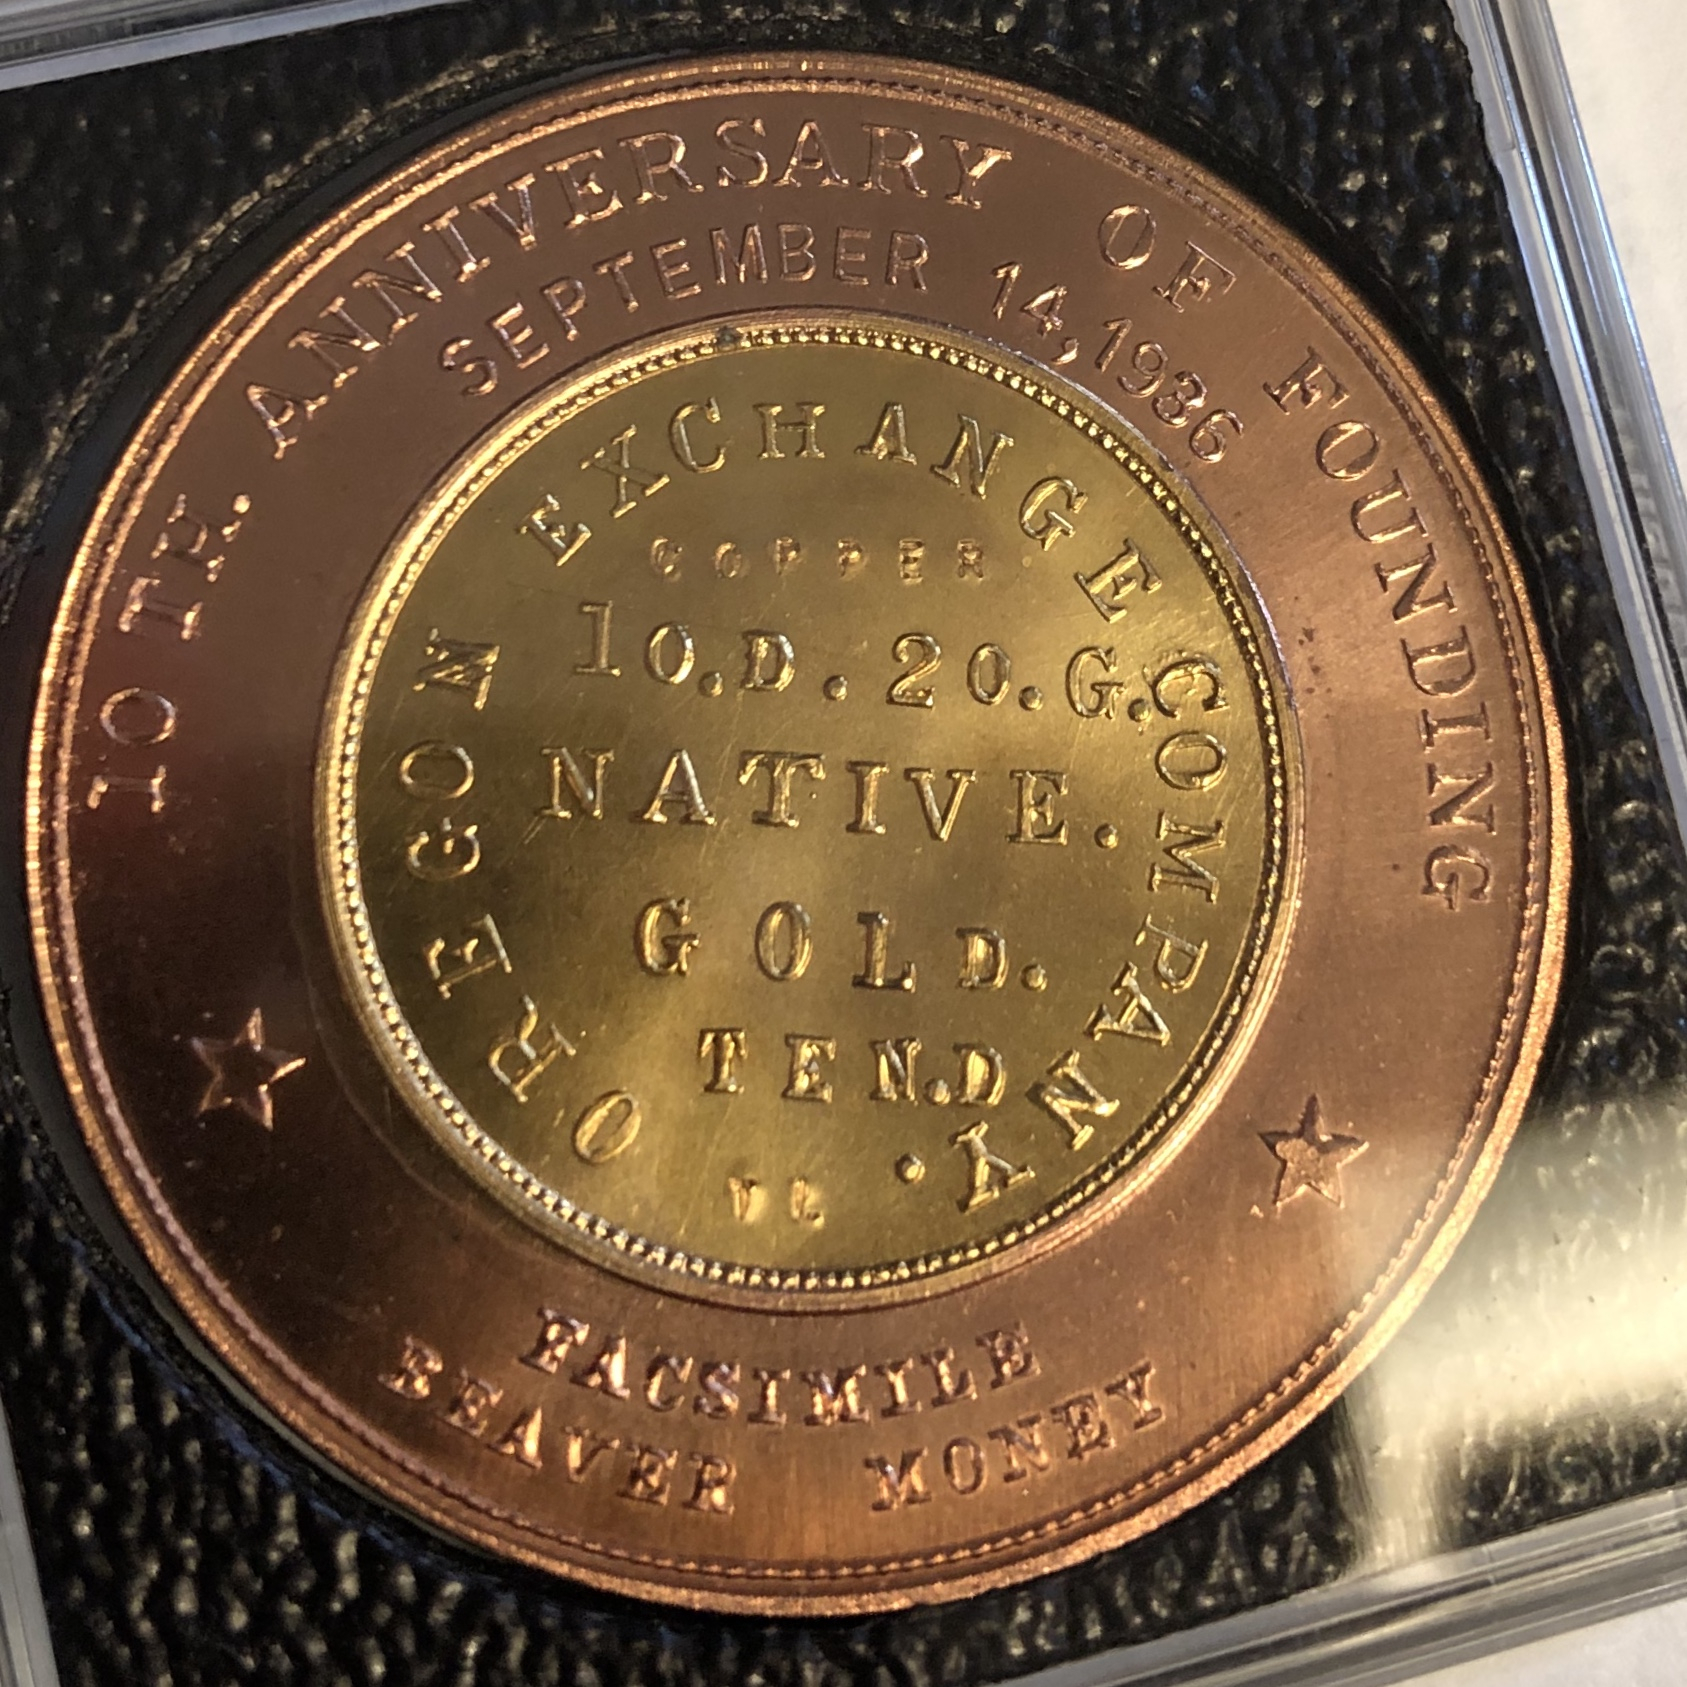 10 TH. ANNIVERSARY OF FOUNDING
SEPTEMBER 14, 1936
OREGON EXCHANGE COMPANY.
COPPER
10.D. 20.G.
NATIVE.
GOLD.
TEN.D
FACSIMILE
BEAVER MONEY